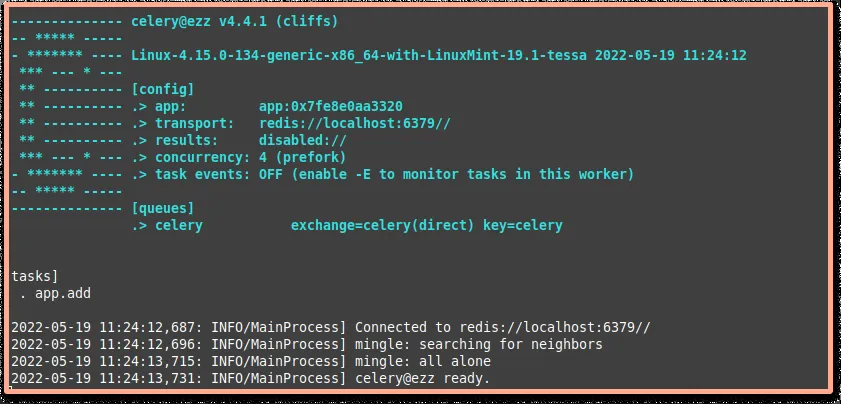 -------------- celery@ezz v4.4.1 (cliffs)
-- ***** -----
- ******* ---- Linux-4.15.0-134-generic-x86_64-with-LinuxMint-19.1-tessa 2022-05-19 11:24:12
 *** --- * ---
 ** ---------- [config]
 ** ---------- .> app:         app:0x7fe8e0aa3320
 ** ---------- .> transport:   redis://localhost:6379//
 ** ---------- .> results:     disabled://
 *** --- * --- .> concurrency: 4 (prefork)
- ******* ---- .> task events: OFF (enable -E to monitor tasks in this worker)
-- ***** -----
-------------- [queues]
               .> celery           exchange=celery(direct) key=celery
tasks]
 . app.add
2022-05-19 11:24:12,687: INFO/MainProcess] Connected to redis://localhost:6379//
2022-05-19 11:24:12,696: INFO/MainProcess] mingle: searching for neighbors
2022-05-19 11:24:13,715: INFO/MainProcess] mingle: all alone
2022-05-19 11:24:13,731: INFO/MainProcess] celery@ezz ready.